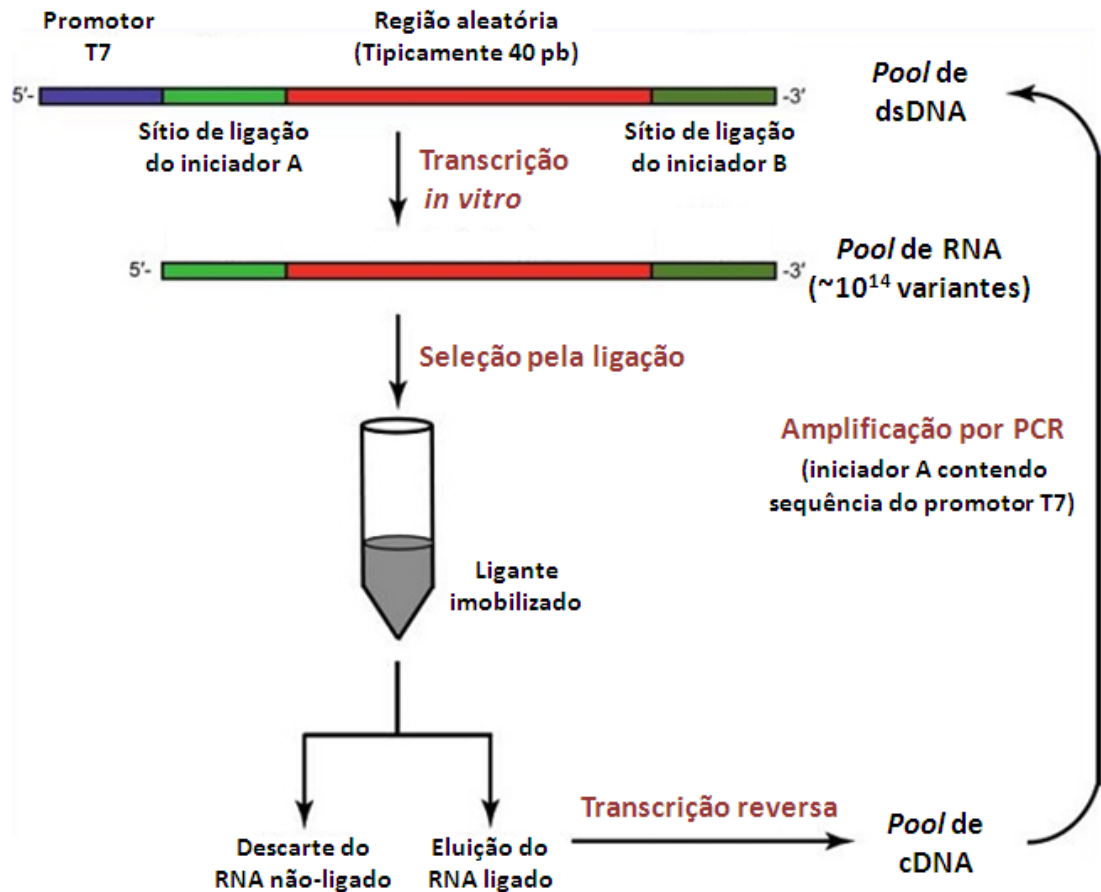 Promotor
T7
Região aleatória
(Tipicamente 40 pb)
5′-
-3′
Pool de
dsDNA
Sítio de ligação
do iniciador A
Sítio de ligação
do iniciador B
Transcrição
in vitro
5′-
-3′
Pool de RNA
(~10¹⁴ variantes)
Seleção pela ligação
Amplificação por PCR
(iniciador A contendo
sequência do promotor T7)
Ligante
imobilizado
Descarte do
RNA não-ligado
Eluição do
RNA ligado
Transcrição reversa
Pool de
cDNA